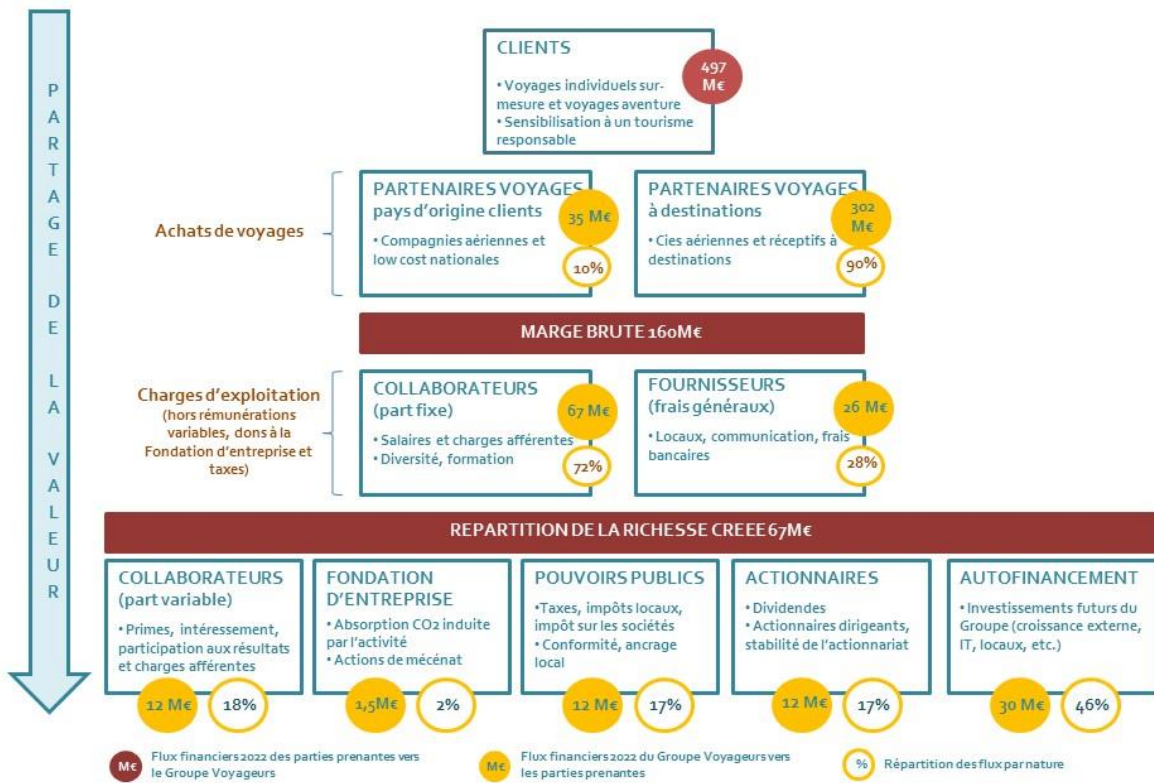 PARTAGE DE LA VALEUR
CLIENTS
497
M€
• Voyages individuels sur-
mesure et voyages aventure
• Sensibilisation à un tourisme
responsable
Achats de voyages
PARTENAIRES VOYAGES
pays d'origine clients
35 M€
• Compagnies aériennes et
low cost nationales
10%
PARTENAIRES VOYAGES
à destinations
302
M€
• Cies aériennes et réceptifs à
destinations
90%
MARGE BRUTE 160M€
Charges d'exploitation
(hors rémunérations
variables, dons à la
Fondation d'entreprise et
taxes)
COLLABORATEURS
(part fixe)
67 M€
• Salaires et charges afférentes
• Diversité, formation
72%
FOURNISSEURS
(frais généraux)
26 M€
• Locaux, communication, frais
bancaires
28%
REPARTITION DE LA RICHESSE CREEE 67M€
COLLABORATEURS
(part variable)
• Primes, intéressement,
participation aux résultats
et charges afférentes
12 M€
18%
FONDATION
D'ENTREPRISE
• Absorption CO2 induite
par l'activité
• Actions de mécénat
1,5M€
2%
POUVOIRS PUBLICS
•Taxes, impôts locaux,
impôt sur les sociétés
• Conformité, ancrage
local
12 M€
17%
ACTIONNAIRES
• Dividendes
• Actionnaires dirigeants,
stabilité de l'actionnariat
12 M€
17%
AUTOFINANCEMENT
• Investissements futurs du
Groupe (croissance externe,
IT, locaux, etc.)
30 M€
46%
M€
Flux financiers 2022 des parties prenantes vers
le Groupe Voyageurs
M€
Flux financiers 2022 du Groupe Voyageurs vers
les parties prenantes
%
Répartition des flux par nature